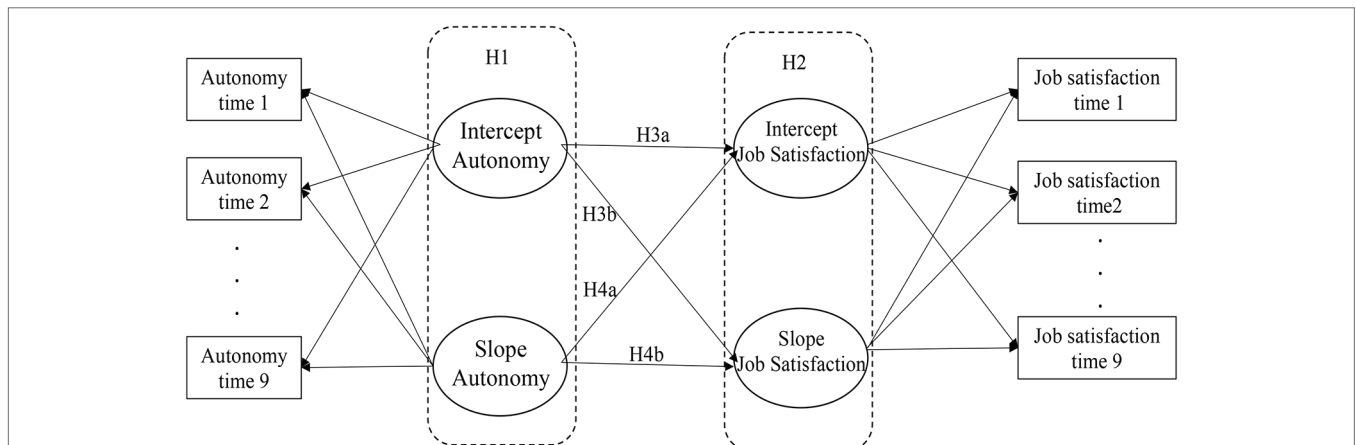 H1
H2
Autonomy
time 1
Autonomy
time 2
.
.
.
Autonomy
time 9
Intercept
Autonomy
Slope
Autonomy
H3a
H3b
H4a
H4b
Intercept
Job Satisfaction
Slope
Job Satisfaction
Job satisfaction
time 1
Job satisfaction
time2
.
.
.
Job satisfaction
time 9